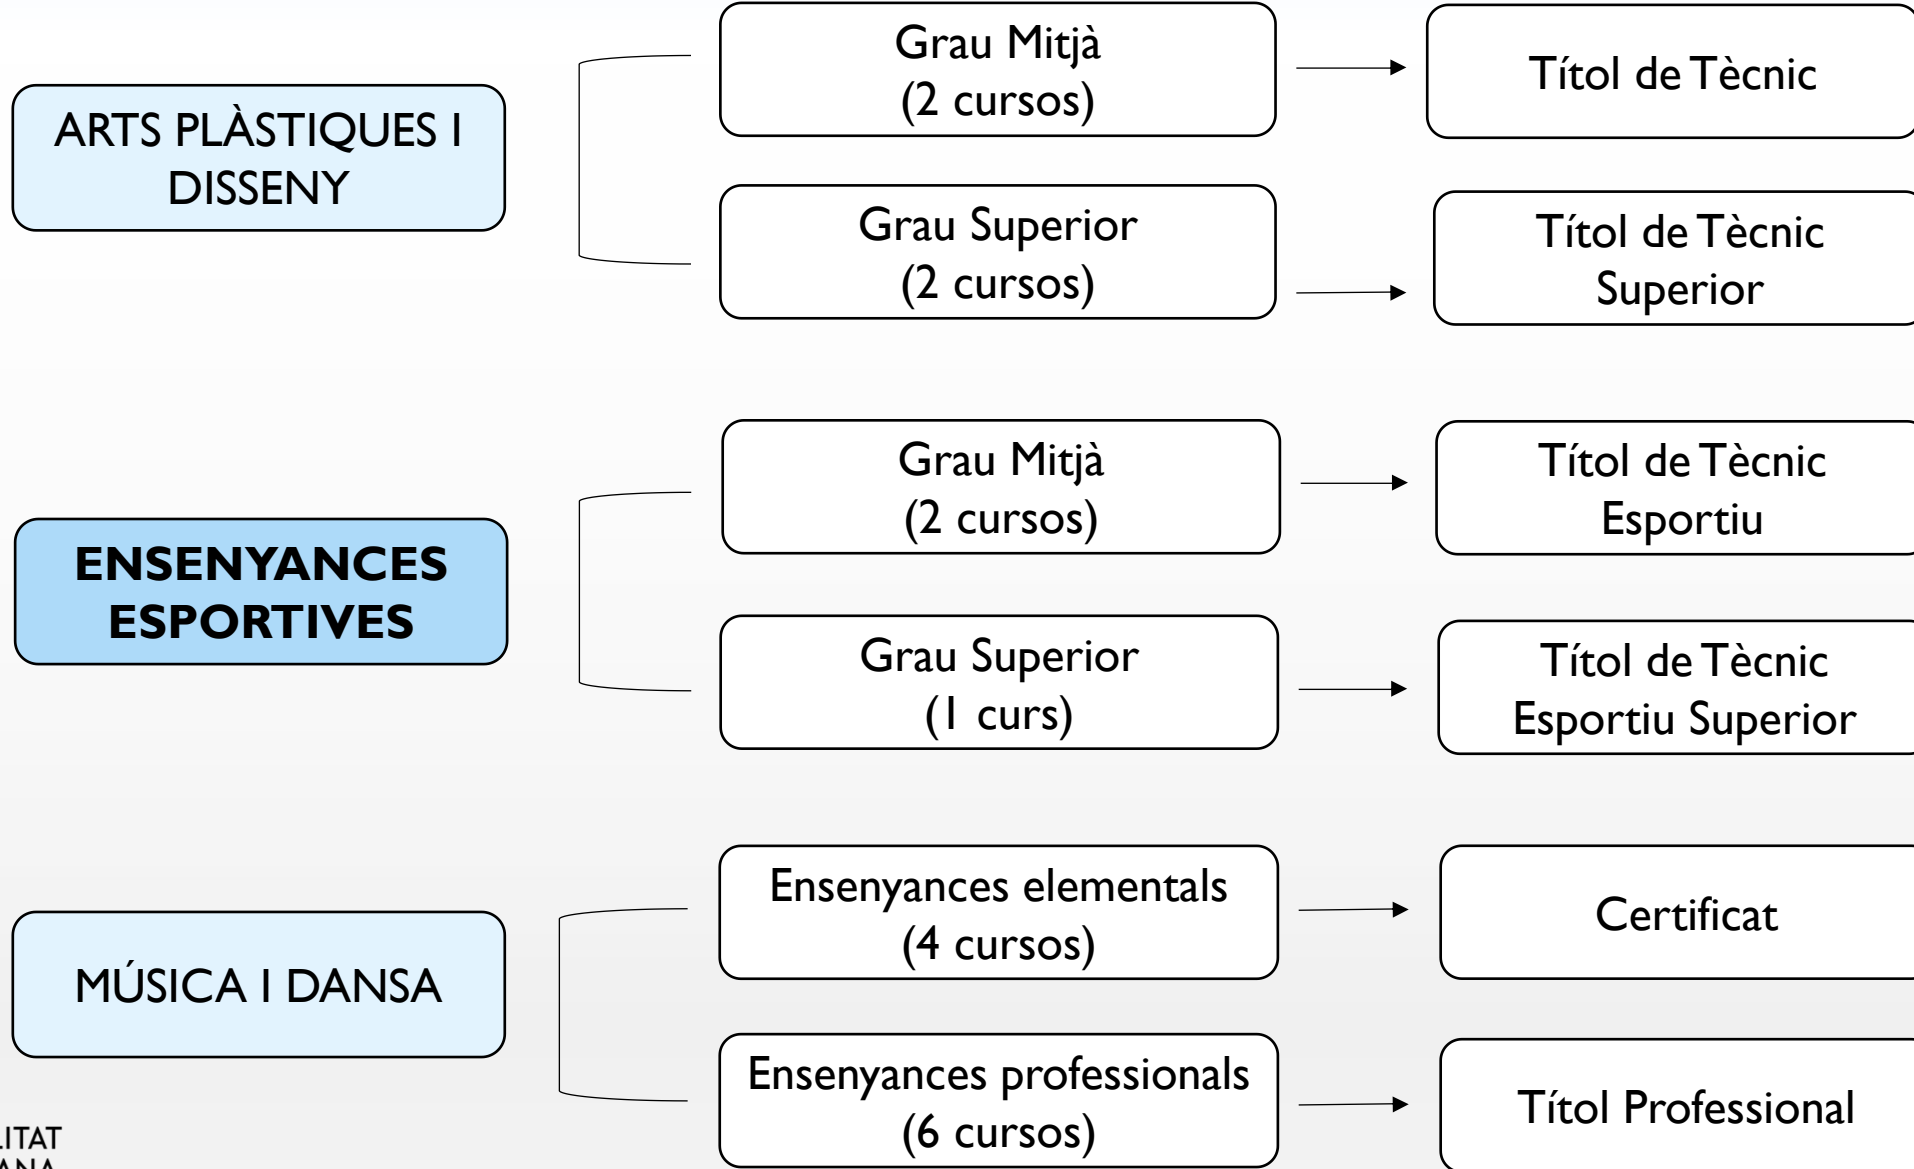 ARTS PLÀSTIQUES I
DISSENY
Grau Mitjà
(2 cursos)
Títol de Tècnic
Grau Superior
(2 cursos)
Títol de Tècnic
Superior
ENSENYANCES
ESPORTIVES
Grau Mitjà
(2 cursos)
Títol de Tècnic
Esportiu
Grau Superior
(1 curs)
Títol de Tècnic
Esportiu Superior
MÚSICA I DANSA
Ensenyances elementals
(4 cursos)
Certificat
Ensenyances professionals
(6 cursos)
Títol Professional